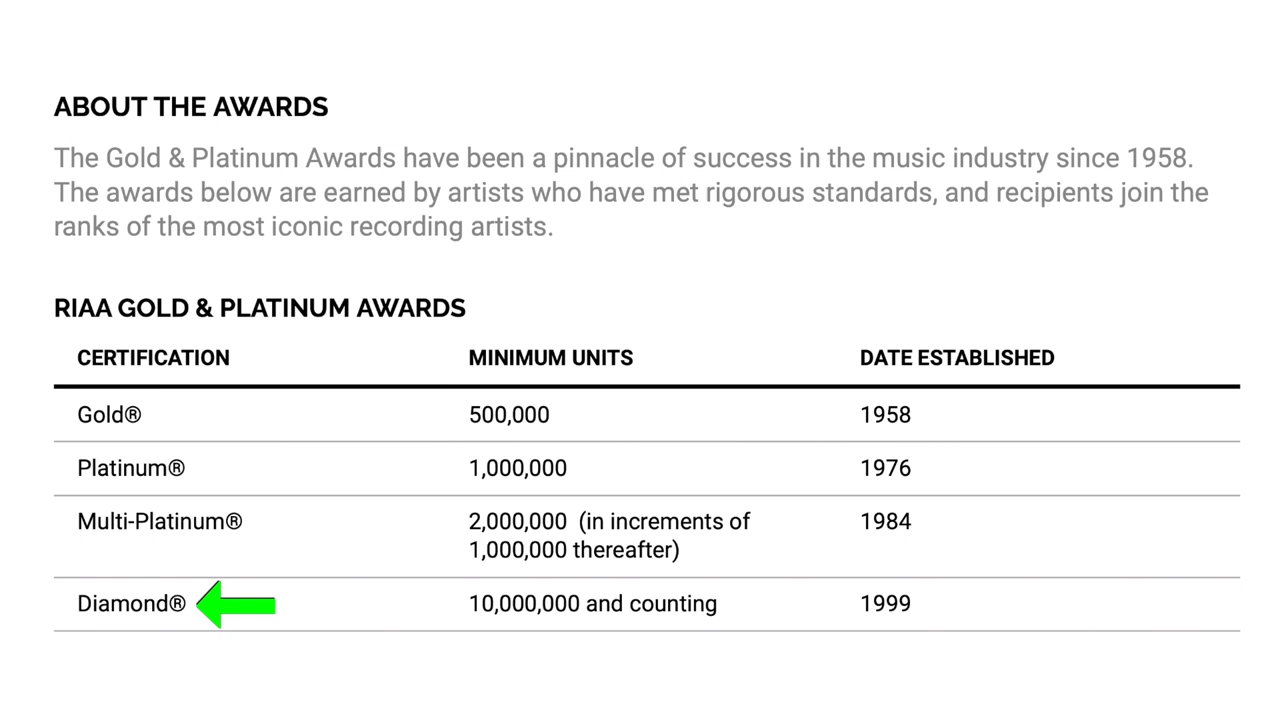 ABOUT THE AWARDS
The Gold & Platinum Awards have been a pinnacle of success in the music industry since 1958.
The awards below are earned by artists who have met rigorous standards, and recipients join the
ranks of the most iconic recording artists.
RIAA GOLD & PLATINUM AWARDS
CERTIFICATION MINIMUM UNITS DATE ESTABLISHED
Gold® 500,000 1958
Platinum® 1,000,000 1976
Multi-Platinum® 2,000,000 (in increments of 1984
1,000,000 thereafter)
Diamond® 10,000,000 and counting 1999